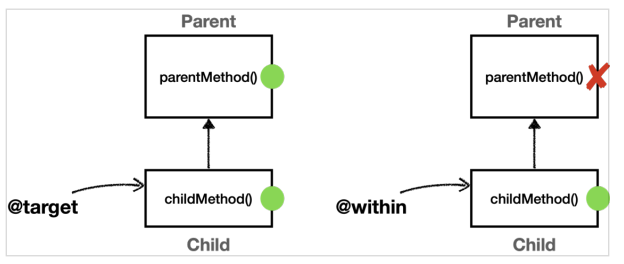 Parent
parentMethod()
childMethod()
@target
Child
Parent
parentMethod()
childMethod()
@within
Child